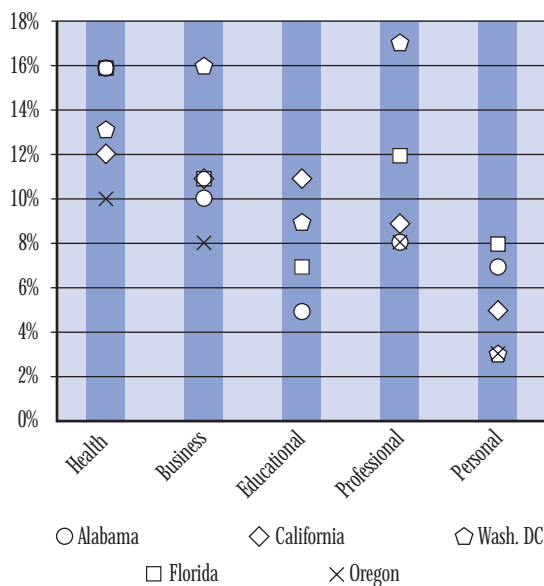 18%
16%
14%
12%
10%
8%
6%
4%
2%
0%
Health
Business
Educational
Professional
Personal
Alabama California Wash. DC
Florida Oregon